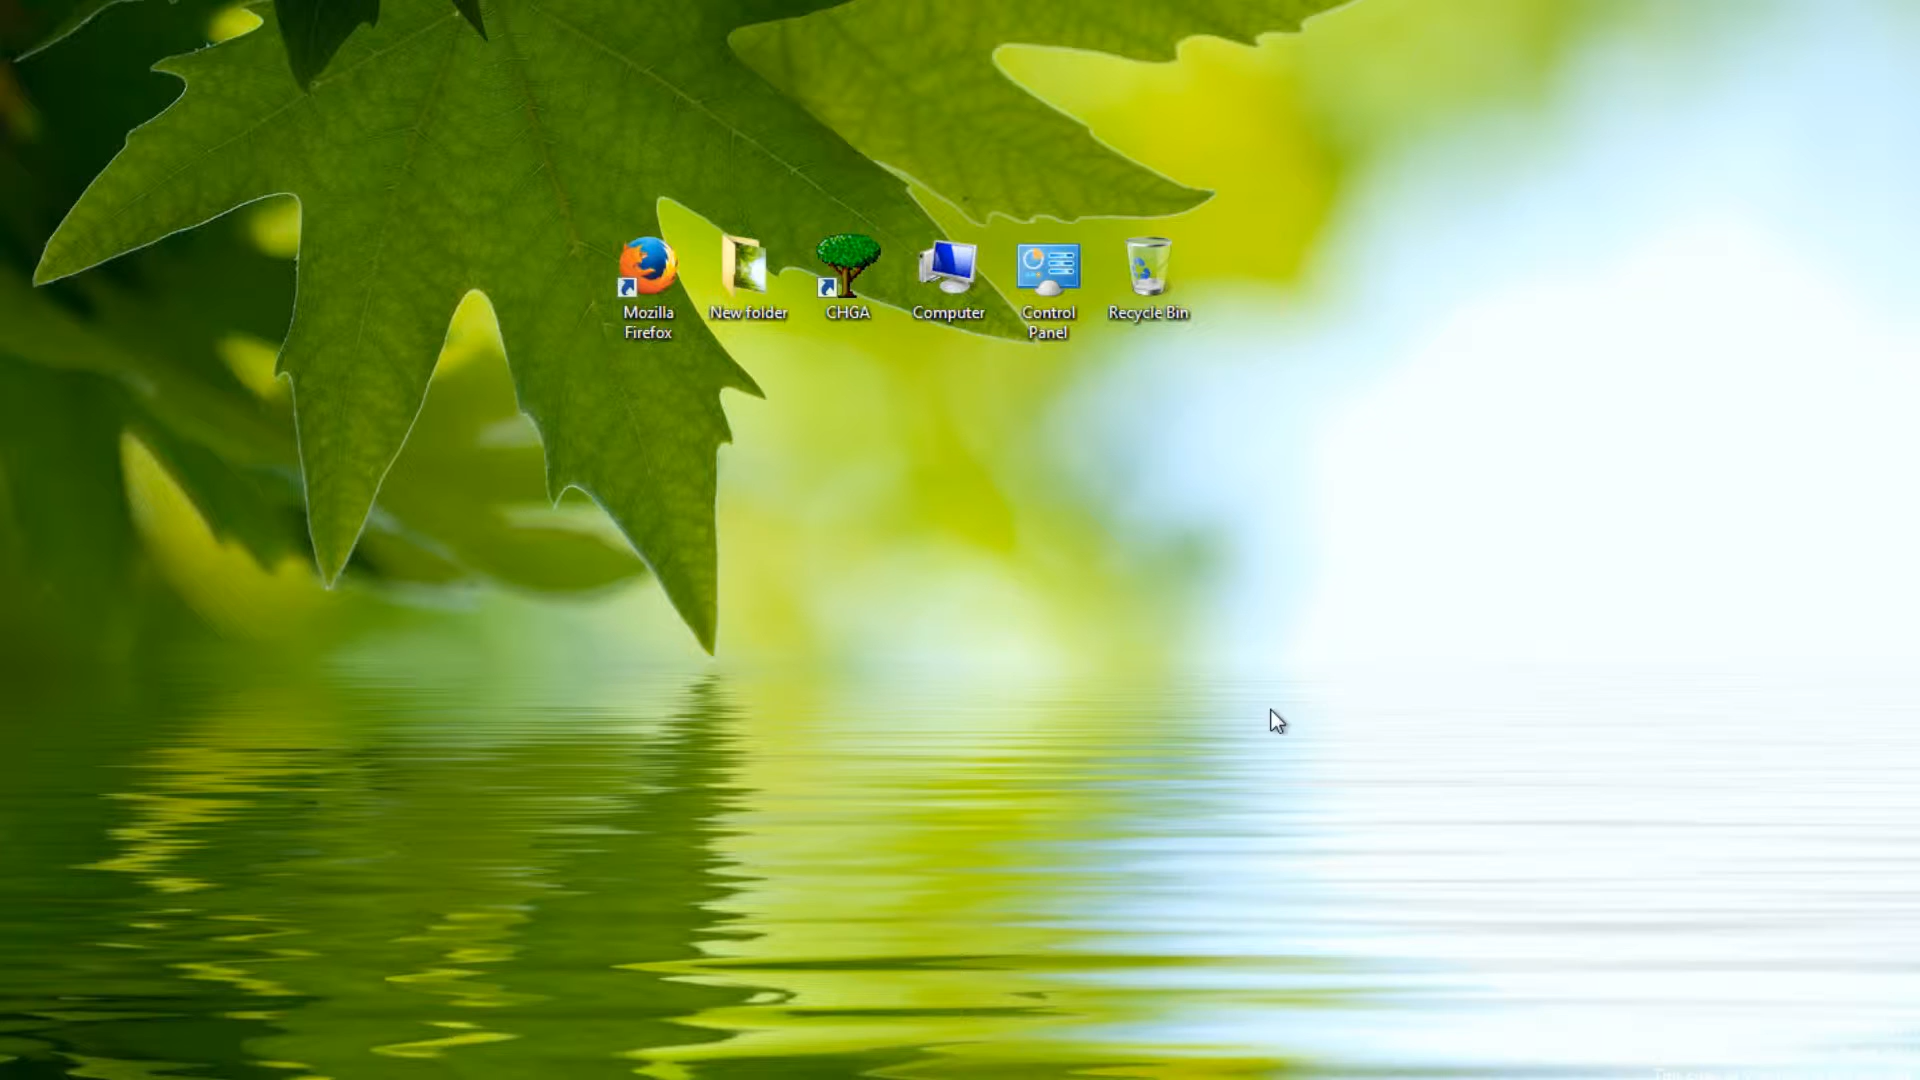 Mozilla
Firefox
New folder
CHGA
Computer
Control
Panel
Recycle Bin